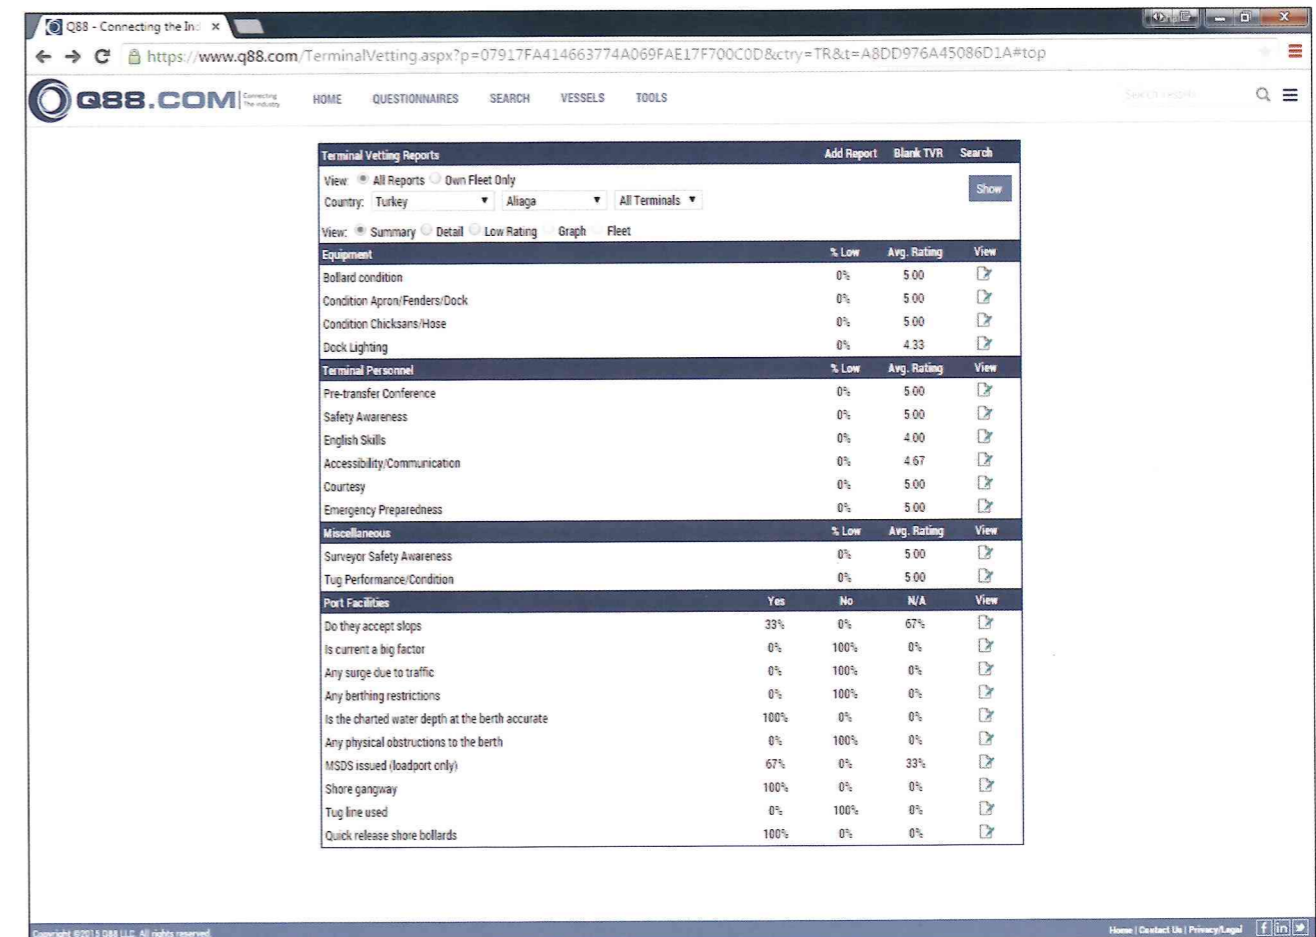 Q88 - Connecting the In
https://www.q88.com/TerminalVetting.aspx?p=07917FA414663774A069FAE17F700C0D&ctry=TR&t=A8DD976A45086D1A#top
Q88.COM Connecting The industry HOME QUESTIONNAIRES SEARCH VESSELS TOOLS
Terminal Vetting Reports Add Report Blank TVR Search
View: All Reports Own Fleet Only Show
Country: Turkey Aliaga All Terminals
View: Summary Detail Low Rating Graph Fleet
Equipment % Low Avg. Rating View
Bollard condition 0% 5.00
Condition Apron/Fenders/Dock 0% 5.00
Condition Chicksans/Hose 0% 5.00
Dock Lighting 0% 4.33
Terminal Personnel % Low Avg. Rating View
Pre-transfer Conference 0% 5.00
Safety Awareness 0% 5.00
English Skills 0% 4.00
Accessibility/Communication 0% 4.67
Courtesy 0% 5.00
Emergency Preparedness 0% 5.00
Miscellaneous % Low Avg. Rating View
Surveyor Safety Awareness 0% 5.00
Tug Performance/Condition 0% 5.00
Port Facilities Yes No N/A View
Do they accept slops 33% 0% 67%
Is current a big factor 0% 100% 0%
Any surge due to traffic 0% 100% 0%
Any berthing restrictions 0% 100% 0%
Is the charted water depth at the berth accurate 100% 0% 0%
Any physical obstructions to the berth 0% 100% 0%
MSDS issued (loadport only) 67% 0% 33%
Shore gangway 100% 0% 0%
Tug line used 0% 100% 0%
Quick release shore bollards 100% 0% 0%
Copyright ©2015 Q88 LLC. All rights reserved. Home | Contact Us | Privacy/Legal f in